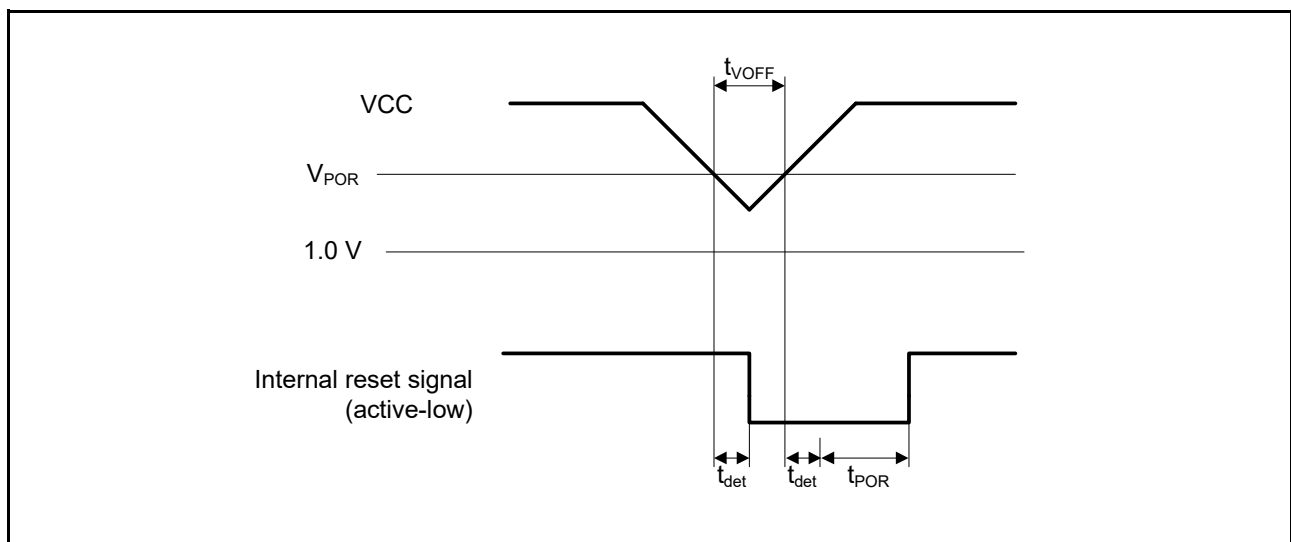 tVOFF
VCC
VPOR
1.0 V
Internal reset signal
(active-low)
tdet
tdet
tPOR